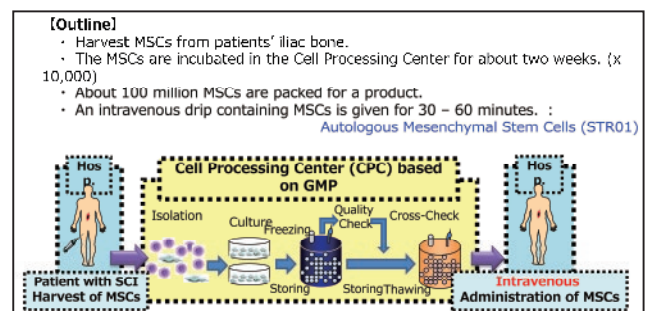 【Outline】
・ Harvest MSCs from patients' iliac bone.
・ The MSCs are incubated in the Cell Processing Center for about two weeks. (x
10,000)
・ About 100 million MSCs are packed for a product.
・ An intravenous drip containing MSCs is given for 30 – 60 minutes. :
Autologous Mesenchymal Stem Cells (STR01)
Hos
p.
Cell Processing Center (CPC) based
on GMP
Hos
p.
Isolation
Culture
Freezing
Quality
Check
Cross-Check
Storing
Storing
Thawing
Patient with SCI
Harvest of MSCs
Intravenous
Administration of MSCs